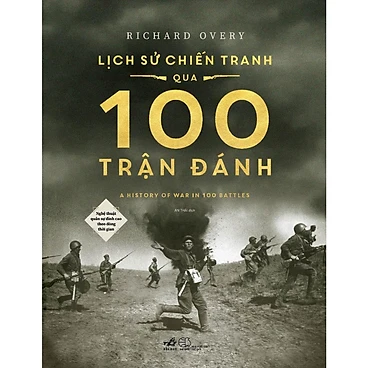 RICHARD OVERY
LỊCH SỬ CHIẾN TRANH
QUA
100
TRẬN ĐÁNH
A HISTORY OF WAR IN 100 BATTLES
Nghệ thuật
quân sự đỉnh cao
theo dòng
thời gian